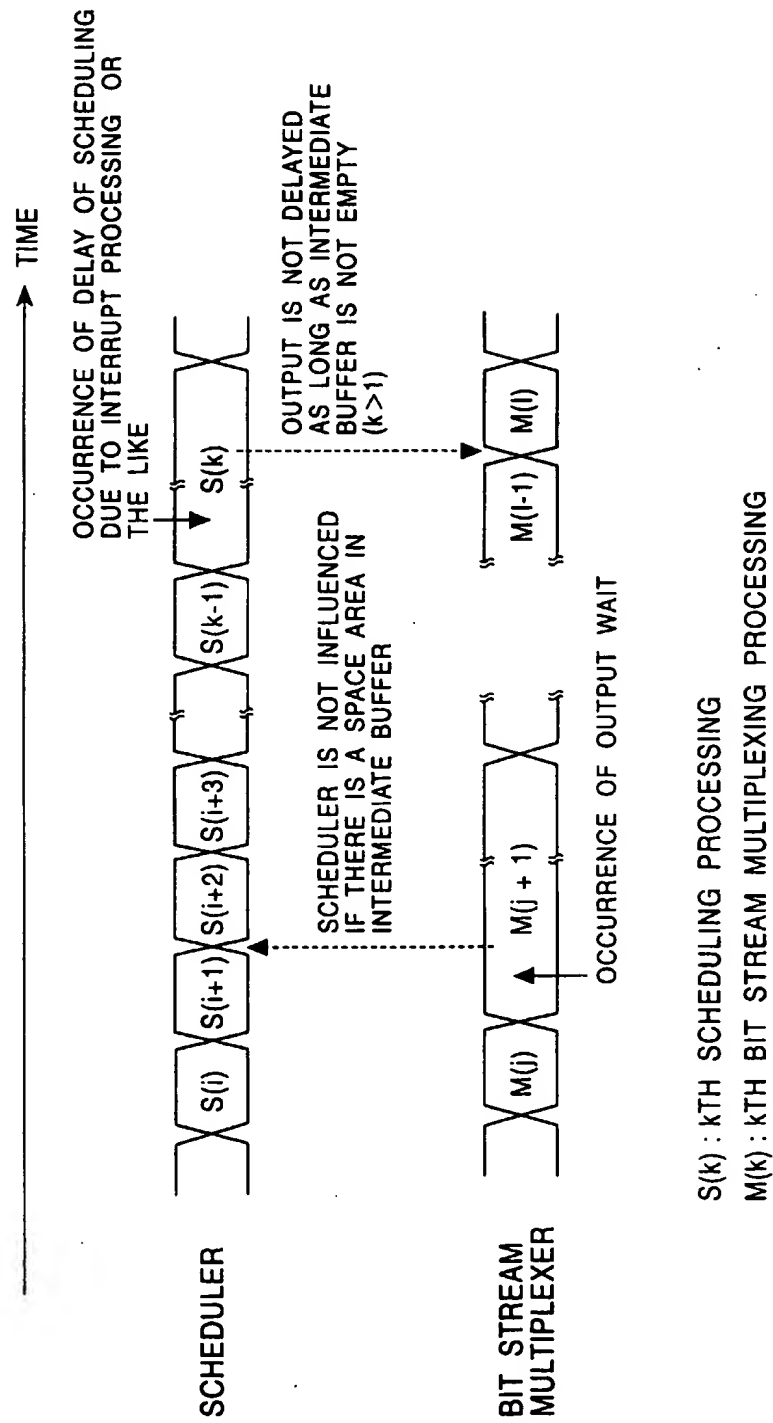 TIME
OCCURRENCE OF DELAY OF SCHEDULING
DUE TO INTERRUPT PROCESSING OR
THE LIKE
SCHEDULER
S(i)
S(i+1)
S(i+2)
S(i+3)
S(k-1)
S(k)
SCHEDULER IS NOT INFLUENCED
IF THERE IS A SPACE AREA IN
INTERMEDIATE BUFFER
OUTPUT IS NOT DELAYED
AS LONG AS INTERMEDIATE
BUFFER IS NOT EMPTY
(k>1)
BIT STREAM
MULTIPLEXER
M(j)
M(j + 1)
M(l-1)
M(l)
OCCURRENCE OF OUTPUT WAIT
S(k) : kTH SCHEDULING PROCESSING
M(k) : kTH BIT STREAM MULTIPLEXING PROCESSING